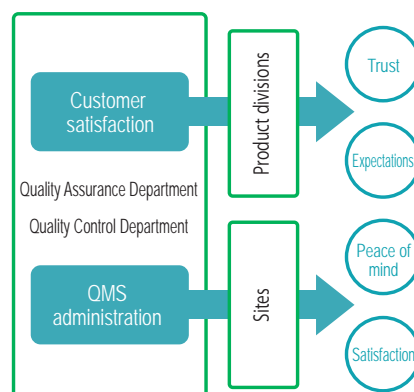 Customer
satisfaction
Quality Assurance Department
Quality Control Department
QMS
administration
Product divisions
Sites
Trust
Expectations
Peace of
mind
Satisfaction